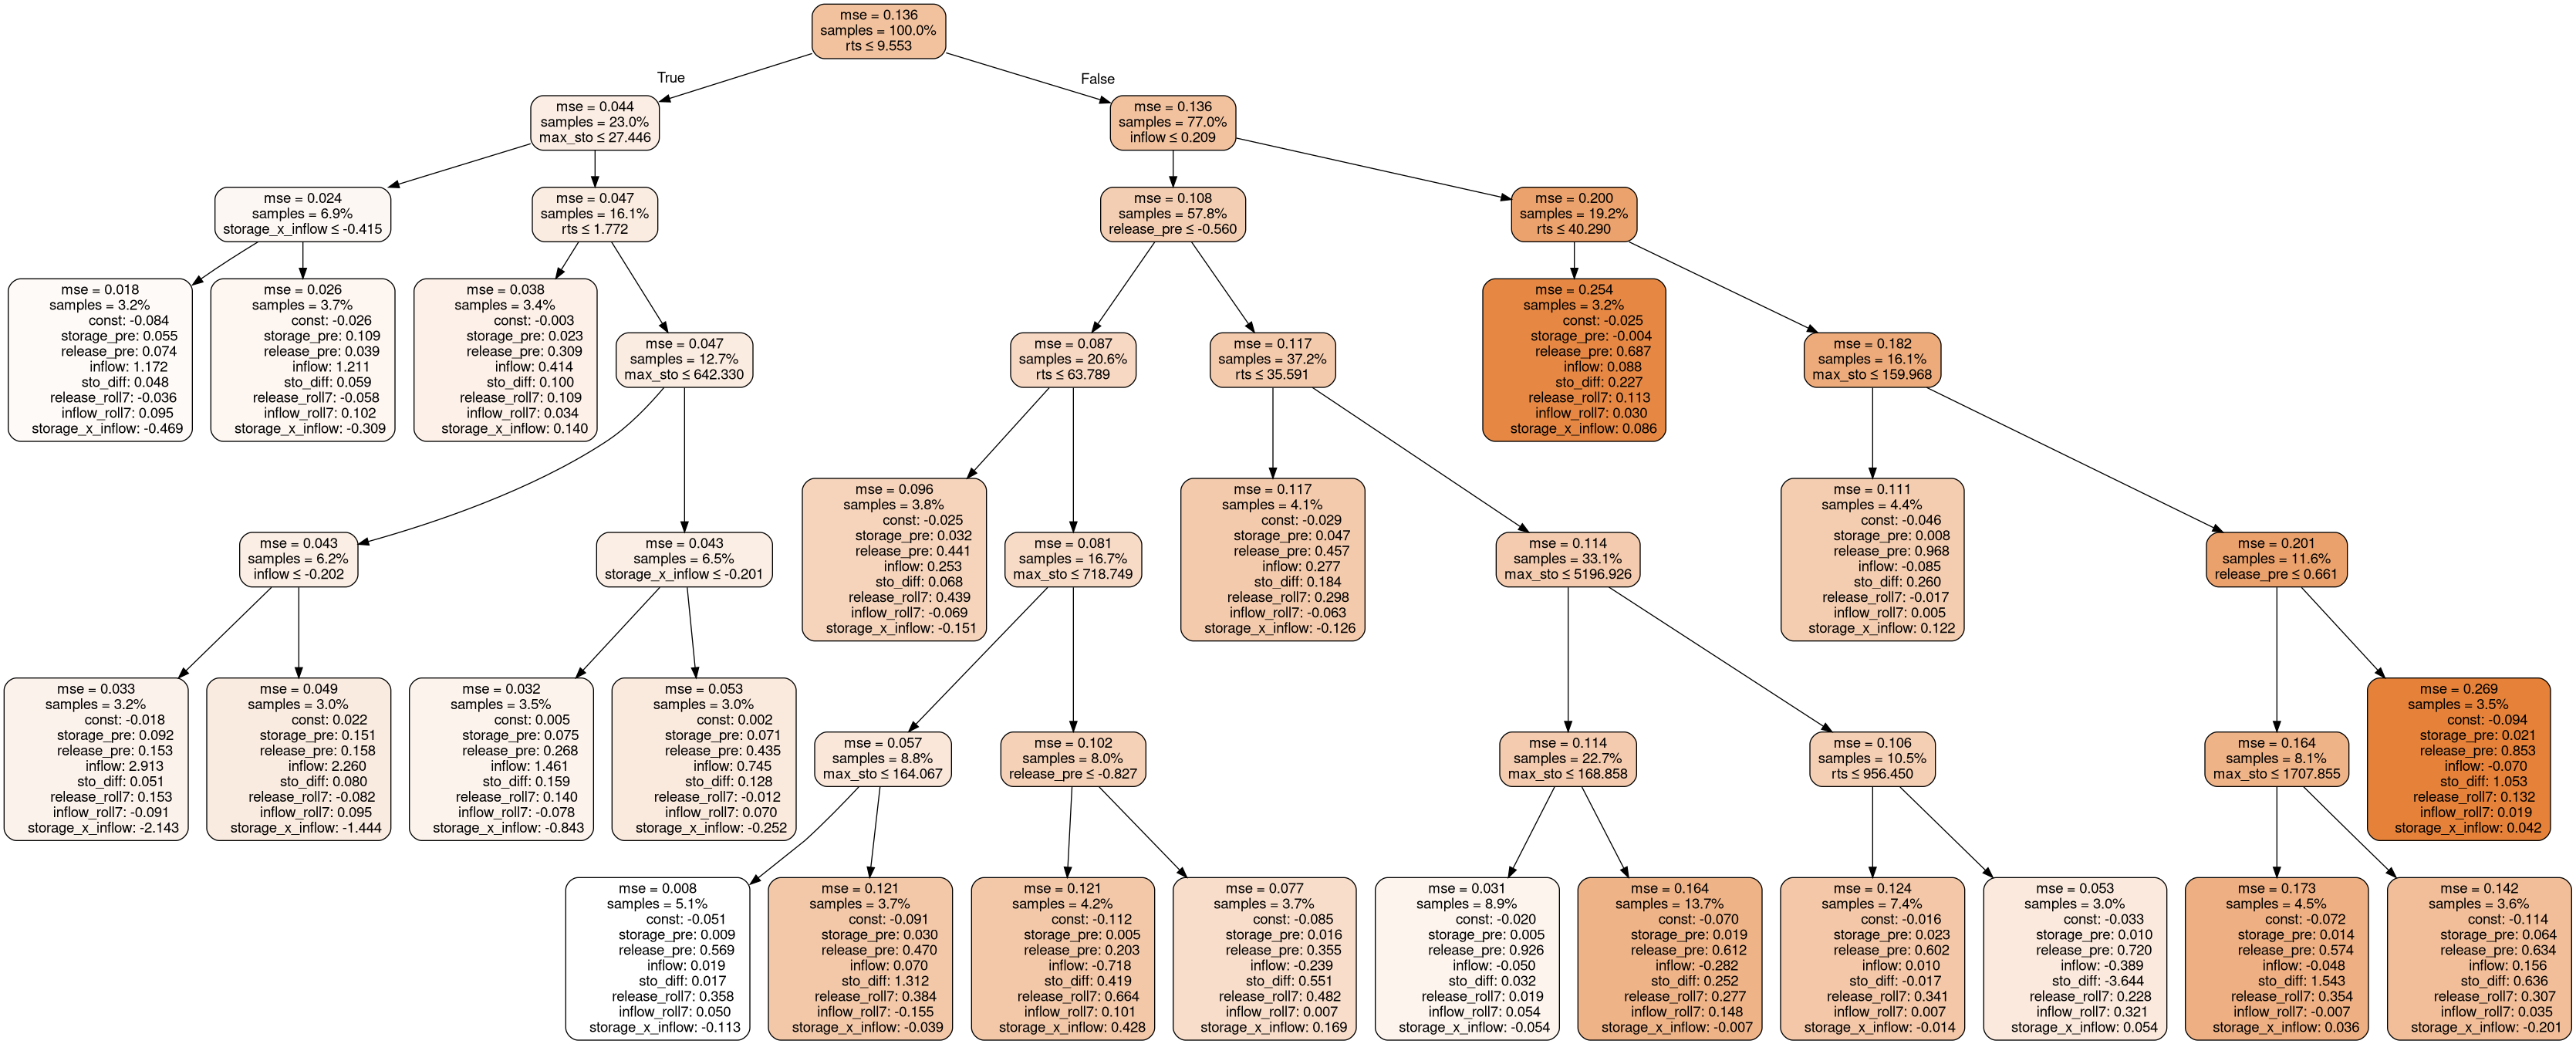 mse = 0.136
samples = 100.0%
rts ≤ 9.553
True
False
mse = 0.044
samples = 23.0%
max_sto ≤ 27.446
mse = 0.136
samples = 77.0%
inflow ≤ 0.209
mse = 0.024
samples = 6.9%
storage_x_inflow ≤ -0.415
mse = 0.047
samples = 16.1%
rts ≤ 1.772
mse = 0.108
samples = 57.8%
release_pre ≤ -0.560
mse = 0.200
samples = 19.2%
rts ≤ 40.290
mse = 0.018
samples = 3.2%
const: -0.084
storage_pre: 0.055
release_pre: 0.074
inflow: 1.172
sto_diff: 0.048
release_roll7: -0.036
inflow_roll7: 0.095
storage_x_inflow: -0.469
mse = 0.026
samples = 3.7%
const: -0.026
storage_pre: 0.109
release_pre: 0.039
inflow: 1.211
sto_diff: 0.059
release_roll7: -0.058
inflow_roll7: 0.102
storage_x_inflow: -0.309
mse = 0.038
samples = 3.4%
const: -0.003
storage_pre: 0.023
release_pre: 0.309
inflow: 0.414
sto_diff: 0.100
release_roll7: 0.109
inflow_roll7: 0.034
storage_x_inflow: 0.140
mse = 0.047
samples = 12.7%
max_sto ≤ 642.330
mse = 0.087
samples = 20.6%
rts ≤ 63.789
mse = 0.117
samples = 37.2%
rts ≤ 35.591
mse = 0.254
samples = 3.2%
const: -0.025
storage_pre: -0.004
release_pre: 0.687
inflow: 0.088
sto_diff: 0.227
release_roll7: 0.113
inflow_roll7: 0.030
storage_x_inflow: 0.086
mse = 0.182
samples = 16.1%
max_sto ≤ 159.968
mse = 0.043
samples = 6.2%
inflow ≤ -0.202
mse = 0.043
samples = 6.5%
storage_x_inflow ≤ -0.201
mse = 0.096
samples = 3.8%
const: -0.025
storage_pre: 0.032
release_pre: 0.441
inflow: 0.253
sto_diff: 0.068
release_roll7: 0.439
inflow_roll7: -0.069
storage_x_inflow: -0.151
mse = 0.081
samples = 16.7%
max_sto ≤ 718.749
mse = 0.117
samples = 4.1%
const: -0.029
storage_pre: 0.047
release_pre: 0.457
inflow: 0.277
sto_diff: 0.184
release_roll7: 0.298
inflow_roll7: -0.063
storage_x_inflow: -0.126
mse = 0.114
samples = 33.1%
max_sto ≤ 5196.926
mse = 0.111
samples = 4.4%
const: -0.046
storage_pre: 0.008
release_pre: 0.968
inflow: -0.085
sto_diff: 0.260
release_roll7: -0.017
inflow_roll7: 0.005
storage_x_inflow: 0.122
mse = 0.201
samples = 11.6%
release_pre ≤ 0.661
mse = 0.033
samples = 3.2%
const: -0.018
storage_pre: 0.092
release_pre: 0.153
inflow: 2.913
sto_diff: 0.051
release_roll7: 0.153
inflow_roll7: -0.091
storage_x_inflow: -2.143
mse = 0.049
samples = 3.0%
const: 0.022
storage_pre: 0.151
release_pre: 0.158
inflow: 2.260
sto_diff: 0.080
release_roll7: -0.082
inflow_roll7: 0.095
storage_x_inflow: -1.444
mse = 0.032
samples = 3.5%
const: 0.005
storage_pre: 0.075
release_pre: 0.268
inflow: 1.461
sto_diff: 0.159
release_roll7: 0.140
inflow_roll7: -0.078
storage_x_inflow: -0.843
mse = 0.053
samples = 3.0%
const: 0.002
storage_pre: 0.071
release_pre: 0.435
inflow: 0.745
sto_diff: 0.128
release_roll7: -0.012
inflow_roll7: 0.070
storage_x_inflow: -0.252
mse = 0.057
samples = 8.8%
max_sto ≤ 164.067
mse = 0.102
samples = 8.0%
release_pre ≤ -0.827
mse = 0.114
samples = 22.7%
max_sto ≤ 168.858
mse = 0.106
samples = 10.5%
rts ≤ 956.450
mse = 0.164
samples = 8.1%
max_sto ≤ 1707.855
mse = 0.269
samples = 3.5%
const: -0.094
storage_pre: 0.021
release_pre: 0.853
inflow: -0.070
sto_diff: 1.053
release_roll7: 0.132
inflow_roll7: 0.019
storage_x_inflow: 0.042
mse = 0.008
samples = 5.1%
const: -0.051
storage_pre: 0.009
release_pre: 0.569
inflow: 0.019
sto_diff: 0.017
release_roll7: 0.358
inflow_roll7: 0.050
storage_x_inflow: -0.113
mse = 0.121
samples = 3.7%
const: -0.091
storage_pre: 0.030
release_pre: 0.470
inflow: 0.070
sto_diff: 1.312
release_roll7: 0.384
inflow_roll7: -0.155
storage_x_inflow: -0.039
mse = 0.121
samples = 4.2%
const: -0.112
storage_pre: 0.005
release_pre: 0.203
inflow: -0.718
sto_diff: 0.419
release_roll7: 0.664
inflow_roll7: 0.101
storage_x_inflow: 0.428
mse = 0.077
samples = 3.7%
const: -0.085
storage_pre: 0.016
release_pre: 0.355
inflow: -0.239
sto_diff: 0.551
release_roll7: 0.482
inflow_roll7: 0.007
storage_x_inflow: 0.169
mse = 0.031
samples = 8.9%
const: -0.020
storage_pre: 0.005
release_pre: 0.926
inflow: -0.050
sto_diff: 0.032
release_roll7: 0.019
inflow_roll7: 0.054
storage_x_inflow: -0.054
mse = 0.164
samples = 13.7%
const: -0.070
storage_pre: 0.019
release_pre: 0.612
inflow: -0.282
sto_diff: 0.252
release_roll7: 0.277
inflow_roll7: 0.148
storage_x_inflow: -0.007
mse = 0.124
samples = 7.4%
const: -0.016
storage_pre: 0.023
release_pre: 0.602
inflow: 0.010
sto_diff: -0.017
release_roll7: 0.341
inflow_roll7: 0.007
storage_x_inflow: -0.014
mse = 0.053
samples = 3.0%
const: -0.033
storage_pre: 0.010
release_pre: 0.720
inflow: -0.389
sto_diff: -3.644
release_roll7: 0.228
inflow_roll7: 0.321
storage_x_inflow: 0.054
mse = 0.173
samples = 4.5%
const: -0.072
storage_pre: 0.014
release_pre: 0.574
inflow: -0.048
sto_diff: 1.543
release_roll7: 0.354
inflow_roll7: -0.007
storage_x_inflow: 0.036
mse = 0.142
samples = 3.6%
const: -0.114
storage_pre: 0.064
release_pre: 0.634
inflow: 0.156
sto_diff: 0.636
release_roll7: 0.307
inflow_roll7: 0.035
storage_x_inflow: -0.201